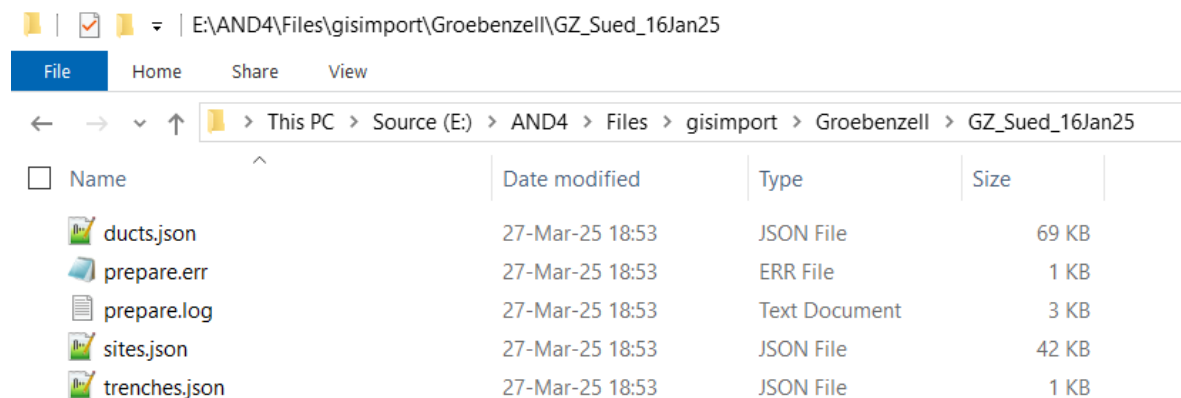 E:\AND4\Files\gisimport\Groebenzell\GZ_Sued_16Jan25
File Home Share View
This PC > Source (E:) > AND4 > Files > gisimport > Groebenzell > GZ_Sued_16Jan25
Name Date modified Type Size
ducts.json 27-Mar-25 18:53 JSON File 69 KB
prepare.err 27-Mar-25 18:53 ERR File 1 KB
prepare.log 27-Mar-25 18:53 Text Document 3 KB
sites.json 27-Mar-25 18:53 JSON File 42 KB
trenches.json 27-Mar-25 18:53 JSON File 1 KB